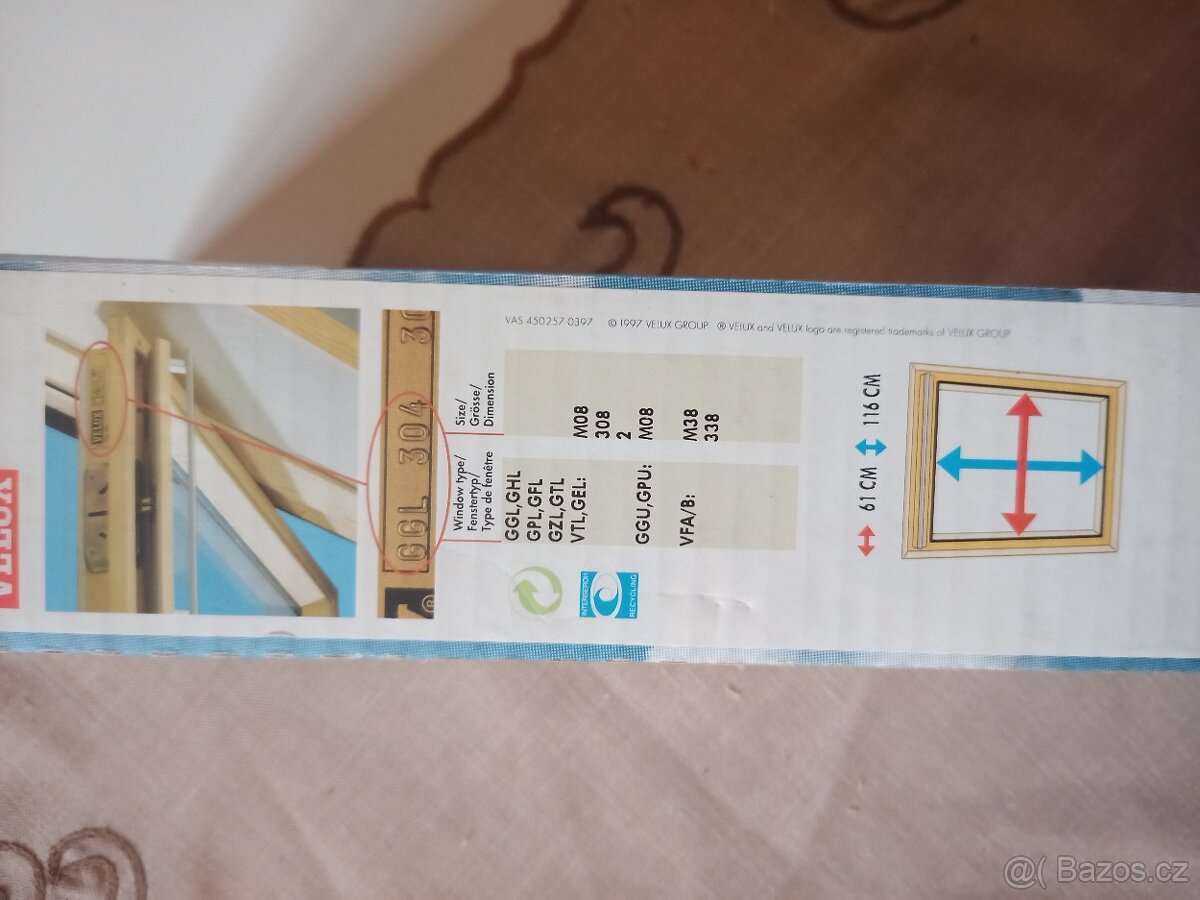 VELUX
VELUX
GGL 304 30
®
Window type/
Fenstertyp/
Type de fenêtre
Size/
Grösse/
Dimension
GGL,GHL
GPL,GFL
GZL,GTL
VTL,GEL: M08
308
2
GGU,GPU: M08
VFA/B: M38
338
VAS 450257-0397 © 1997 VELUX GROUP ® VELUX and VELUX logo are registered trademarks of VELUX GROUP
INTERSEROH
RECYCLING
61 CM 116 CM
@( Bazos.cz